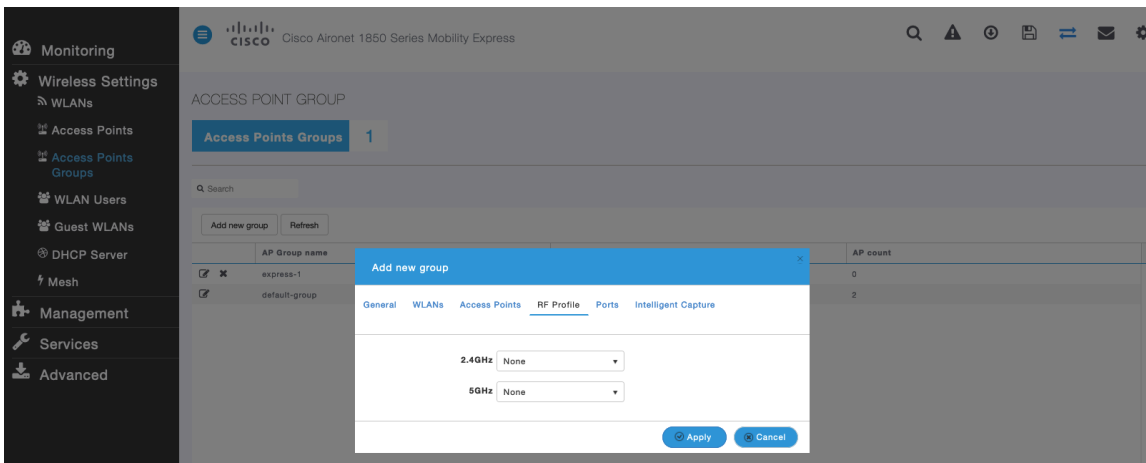 Monitoring
Wireless Settings
WLANs
Access Points
Access Points
Groups
WLAN Users
Guest WLANs
DHCP Server
Mesh
Management
Services
Advanced
CISCO Cisco Aironet 1850 Series Mobility Express
ACCESS POINT GROUP
Access Points Groups 1
Search
Add new group Refresh
AP Group name AP count
express-1 0
default-group 2
Add new group
General WLANs Access Points RF Profile Ports Intelligent Capture
2.4GHz None
5GHz None
Apply Cancel